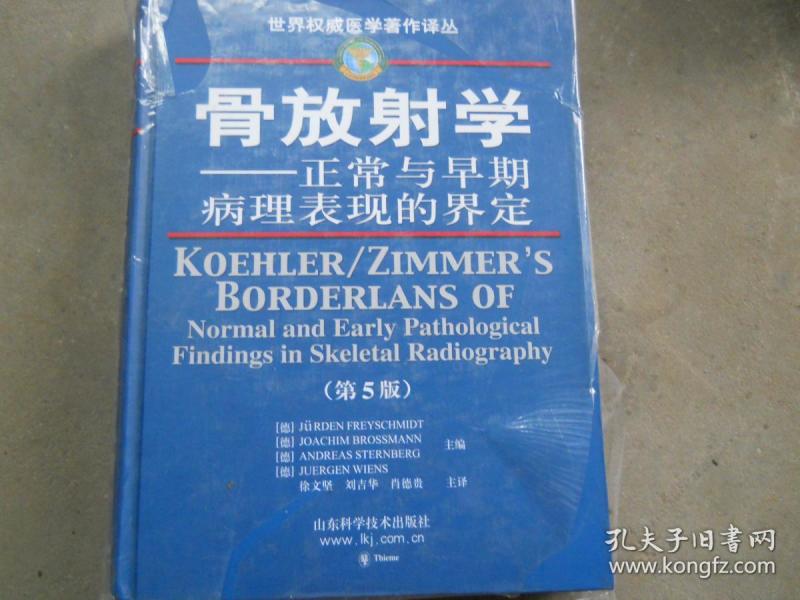 世界权威医学著作译丛
骨放射学
——正常与早期
病理表现的界定
KOEHLER/ZIMMER'S
BORDERLANS OF
Normal and Early Pathological
Findings in Skeletal Radiography
（第5版）
[德] JüRDEN FREYSCHMIDT
[德] JOACHIM BROSSMANN 主编
[德] ANDREAS STERNBERG
[德] JUERGEN WIENS
徐文坚 刘吉华 肖德贵 主译
山东科学技术出版社
www.lkj.com.cn
Thieme
孔夫子旧书网
www.kongfz.com